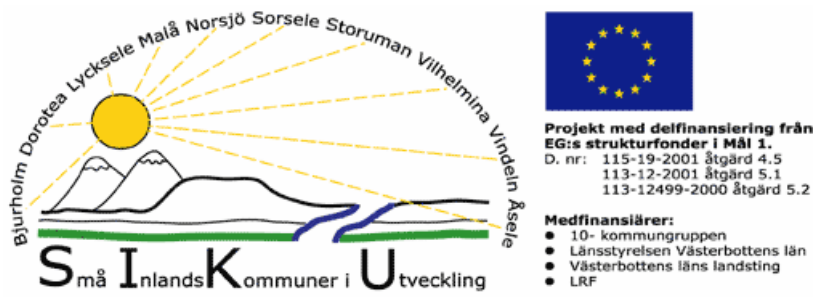 Bjurholm Dorotea Lycksele Malå Norsjö Sorsele Storuman Vilhelmina Vindeln Åsele
Små InlandsKommuner i Utveckling
Projekt med delfinansiering från
EG:s strukturfonder i Mål 1.
D. nr: 115-19-2001 åtgärd 4.5
113-12-2001 åtgärd 5.1
113-12499-2000 åtgärd 5.2
Medfinansiärer:
● 10- kommungruppen
● Länsstyrelsen Västerbottens län
● Västerbottens läns landsting
● LRF